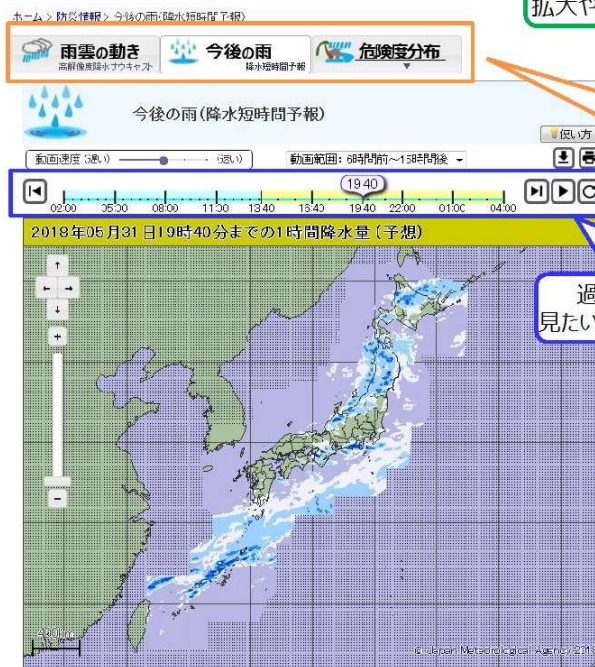 拡大や
ホーム > 防災情報 > 今後の雨(降水短時間予報)
雨雲の動き
高解像度降水ナウキャスト
今後の雨
降水短時間予報
危険度分布
▼
今後の雨(降水短時間予報)
使い方
動画速度 (遅い) (速い)
動画範囲: 6時間前～15時間後
19:40
02:00 05:00 08:00 11:00 13:40 16:40 19:40 22:00 01:00 04:00
2018年05月31日19時40分までの1時間降水量(予想)
過
見たい
400km
© Japan Meteorological Agency 2018